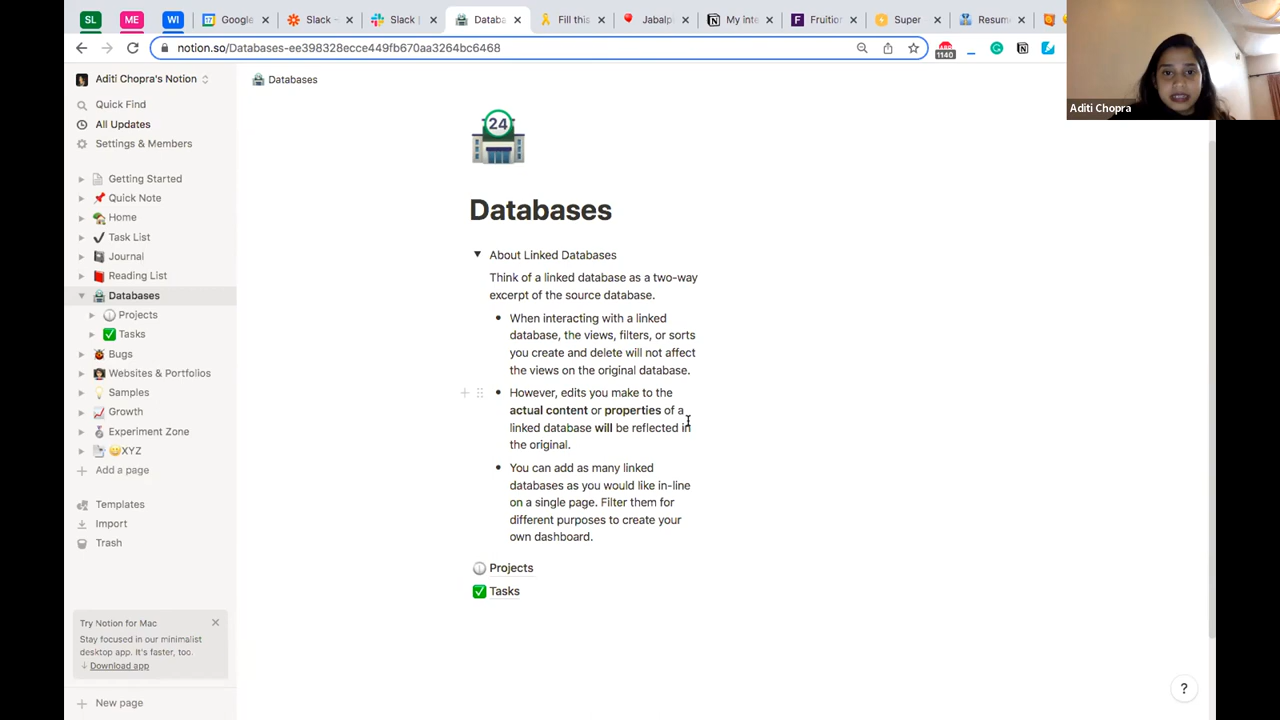 SL
ME
WI
Google
Slack –
Slack |
Databa
Fill this
Jabalp
My inte
Fruition
Super
Resum
notion.so/Databases-ee398328ecce449fb670aa3264bc6468
1140
Aditi Chopra
Aditi Chopra's Notion
Quick Find
All Updates
Settings & Members
Getting Started
Quick Note
Home
Task List
Journal
Reading List
Databases
Projects
Tasks
Bugs
Websites & Portfolios
Samples
Growth
Experiment Zone
XYZ
Add a page
Templates
Import
Trash
Try Notion for Mac
Stay focused in our minimalist
desktop app. It's faster, too.
Download app
New page
Databases
24
Databases
About Linked Databases
Think of a linked database as a two-way
excerpt of the source database.
When interacting with a linked
database, the views, filters, or sorts
you create and delete will not affect
the views on the original database.
However, edits you make to the
actual content or properties of a
linked database will be reflected in
the original.
You can add as many linked
databases as you would like in-line
on a single page. Filter them for
different purposes to create your
own dashboard.
Projects
Tasks
?